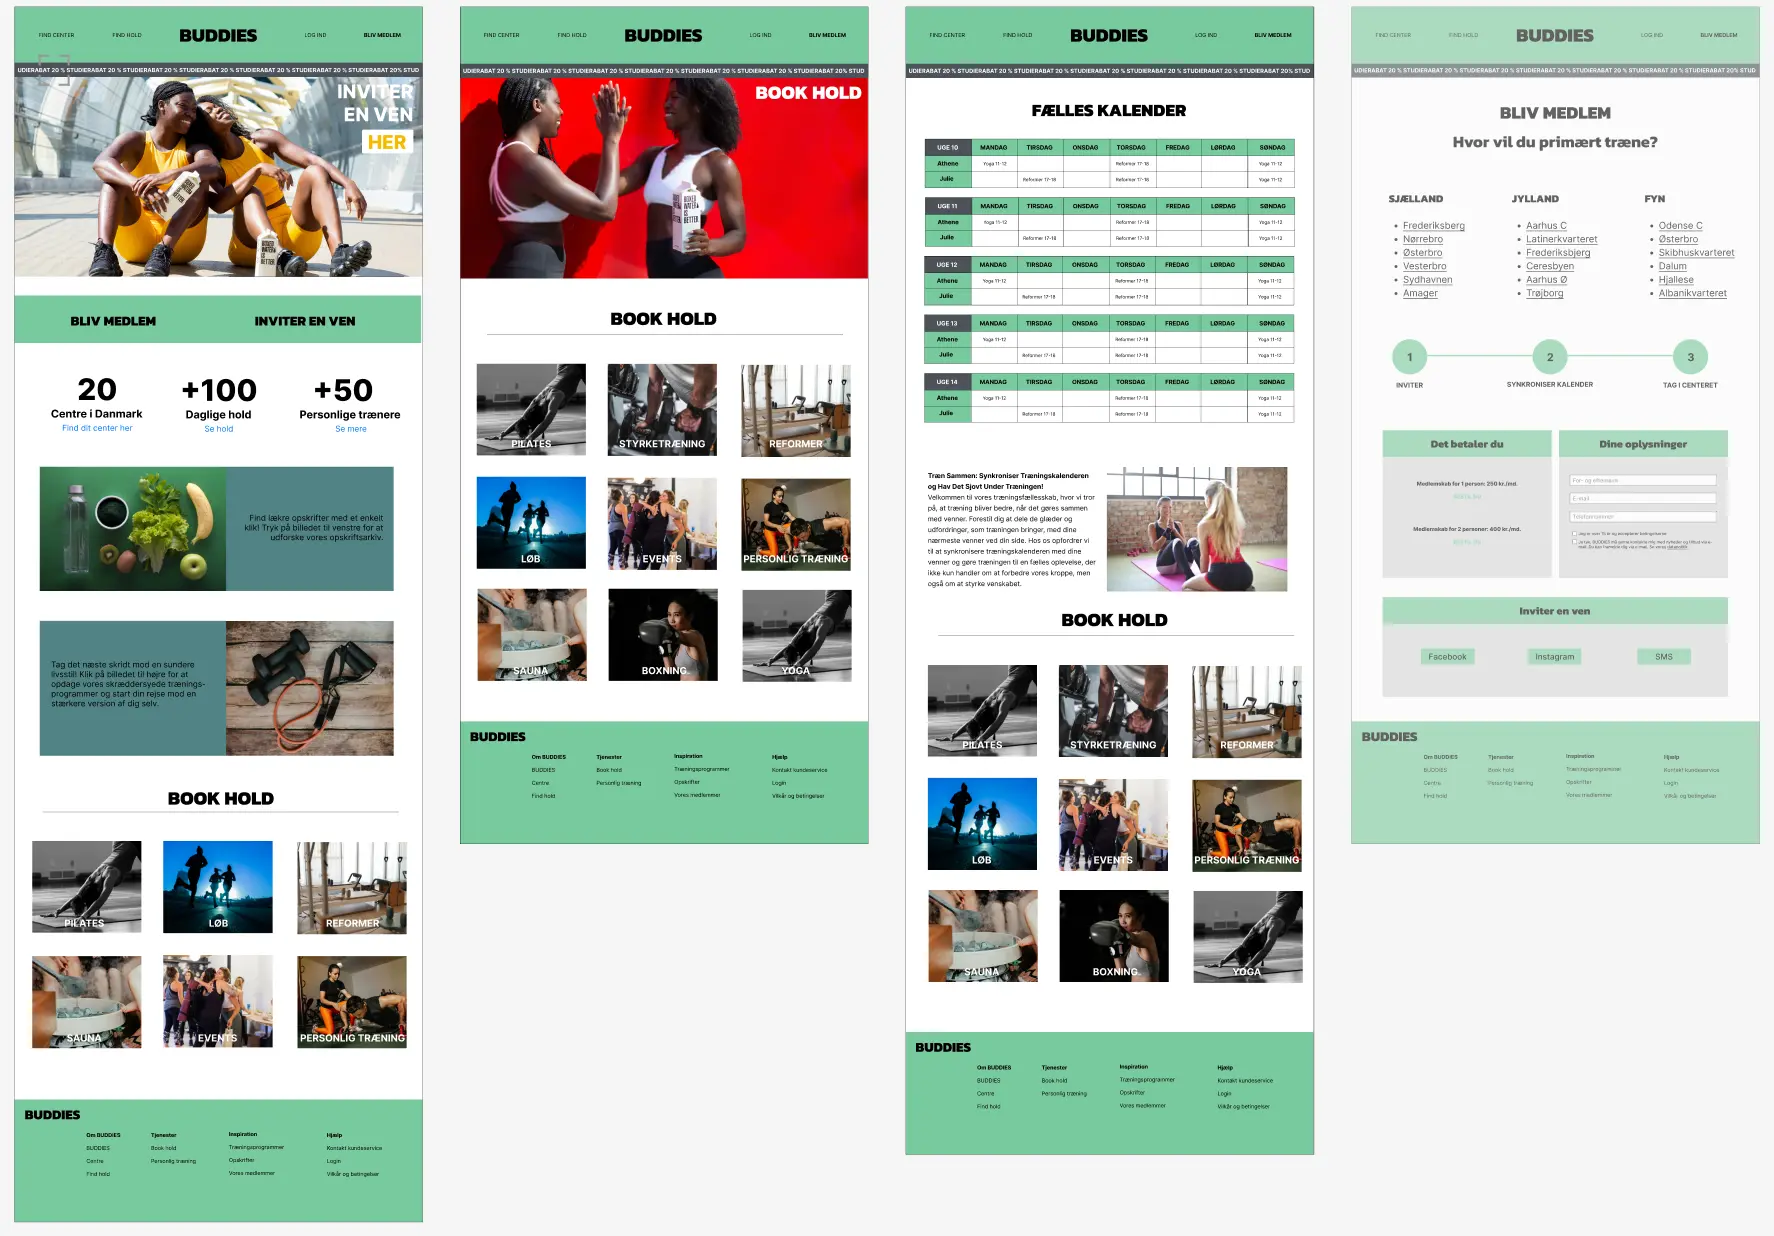 FIND CENTER
FIND HOLD
BUDDIES
LOG IND
BLIV MEDLEM
UDIERABAT 20 % STUDIERABAT 20 % STUDIERABAT 20 % STUDIERABAT 20 % STUDIERABAT 20 % STUDIERABAT 20 % STUDIERABAT 20% STUD
INVITER
EN VEN
HER
BOXED
WATER
IS
BETTER.
BLIV MEDLEM
INVITER EN VEN
20
+100
+50
Centre i Danmark
Daglige hold
Personlige trænere
Find dit center her
Se hold
Se mere
Find lækre opskrifter med et enkelt
klik! Tryk på billedet til venstre for at
udforske vores opskriftsarkiv.
Tag det næste skridt mod en sundere
livsstil! Klik på billedet til højre for at
opdage vores skræddersyede trænings-
programmer og start din rejse mod en
stærkere version af dig selv.
BOOK HOLD
PILATES
LØB
REFORMER
SAUNA
EVENTS
PERSONLIG TRÆNING
BUDDIES
Om BUDDIES
Tjenester
Inspiration
Hjælp
BUDDIES
Book hold
Træningsprogrammer
Kontakt kundeservice
Centre
Personlig træning
Opskrifter
Login
Find hold
Vores medlemmer
Vilkår og betingelser
FIND CENTER
FIND HOLD
BUDDIES
LOG IND
BLIV MEDLEM
UDIERABAT 20 % STUDIERABAT 20 % STUDIERABAT 20 % STUDIERABAT 20 % STUDIERABAT 20 % STUDIERABAT 20 % STUDIERABAT 20% STUD
BOOK HOLD
BOXED
WATER
IS
BETTER.
BOOK HOLD
PILATES
STYRKETRÆNING
REFORMER
LØB
EVENTS
PERSONLIG TRÆNING
SAUNA
BOXNING
YOGA
BUDDIES
Om BUDDIES
Tjenester
Inspiration
Hjælp
BUDDIES
Book hold
Træningsprogrammer
Kontakt kundeservice
Centre
Personlig træning
Opskrifter
Login
Find hold
Vores medlemmer
Vilkår og betingelser
FIND CENTER
FIND HOLD
BUDDIES
LOG IND
BLIV MEDLEM
UDIERABAT 20 % STUDIERABAT 20 % STUDIERABAT 20 % STUDIERABAT 20 % STUDIERABAT 20 % STUDIERABAT 20 % STUDIERABAT 20% STUD
FÆLLES KALENDER
UGE 10 MANDAG TIRSDAG ONSDAG TORSDAG FREDAG LØRDAG SØNDAG
Athene Yoga 11-12 Reformer 17-18 Yoga 11-12
Julie Reformer 17-18 Reformer 17-18 Yoga 11-12
UGE 11 MANDAG TIRSDAG ONSDAG TORSDAG FREDAG LØRDAG SØNDAG
Athene Yoga 11-12 Reformer 17-18 Yoga 11-12
Julie Reformer 17-18 Reformer 17-18 Yoga 11-12
UGE 12 MANDAG TIRSDAG ONSDAG TORSDAG FREDAG LØRDAG SØNDAG
Athene Yoga 11-12 Reformer 17-18 Yoga 11-12
Julie Reformer 17-18 Reformer 17-18 Yoga 11-12
UGE 13 MANDAG TIRSDAG ONSDAG TORSDAG FREDAG LØRDAG SØNDAG
Athene Yoga 11-12 Reformer 17-18 Yoga 11-12
Julie Reformer 17-18 Reformer 17-18 Yoga 11-12
UGE 14 MANDAG TIRSDAG ONSDAG TORSDAG FREDAG LØRDAG SØNDAG
Athene Yoga 11-12 Reformer 17-18 Yoga 11-12
Julie Reformer 17-18 Reformer 17-18 Yoga 11-12
Træn Sammen: Synkroniser Træningskalenderen
og Hav Det Sjovt Under Træningen!
Velkommen til vores træningsfællesskab, hvor vi tror
på, at træning bliver bedre, når det gøres sammen
med venner. Forestil dig at dele de glæder og
udfordringer, som træningen bringer, med dine
nærmeste venner ved din side. Hos os opfordrer vi
til at synkronisere træningskalenderen med dine
venner og gøre træningen til en fælles oplevelse, der
ikke kun handler om at forbedre vores kroppe, men
også om at styrke venskabet.
BOOK HOLD
PILATES
STYRKETRÆNING
REFORMER
LØB
EVENTS
PERSONLIG TRÆNING
SAUNA
BOXNING
YOGA
BUDDIES
Om BUDDIES
Tjenester
Inspiration
Hjælp
BUDDIES
Book hold
Træningsprogrammer
Kontakt kundeservice
Centre
Personlig træning
Opskrifter
Login
Find hold
Vores medlemmer
Vilkår og betingelser
FIND CENTER
FIND HOLD
BUDDIES
LOG IND
BLIV MEDLEM
UDIERABAT 20 % STUDIERABAT 20 % STUDIERABAT 20 % STUDIERABAT 20 % STUDIERABAT 20 % STUDIERABAT 20 % STUDIERABAT 20% STUD
BLIV MEDLEM
Hvor vil du primært træne?
SJÆLLAND
Frederiksberg
Nørrebro
Østerbro
Vesterbro
Sydhavnen
Amager
JYLLAND
Aarhus C
Latinerkvarteret
Frederiksbjerg
Ceresbyen
Aarhus Ø
Trøjborg
FYN
Odense C
Østerbro
Skibhuskvarteret
Dalum
Hjallese
Albanikvarteret
1
2
3
INVITER
SYNKRONISER KALENDER
TAG I CENTERET
Det betaler du
Medlemskab for 1 person: 250 kr./md.
Medlemskab for 2 personer: 400 kr./md.
Dine oplysninger
For- og efternavn
E-mail
Telefonnummer
Inviter en ven
Facebook
Instagram
SMS
BUDDIES
Om BUDDIES
Tjenester
Inspiration
Hjælp
BUDDIES
Book hold
Træningsprogrammer
Kontakt kundeservice
Centre
Personlig træning
Opskrifter
Login
Find hold
Vores medlemmer
Vilkår og betingelser